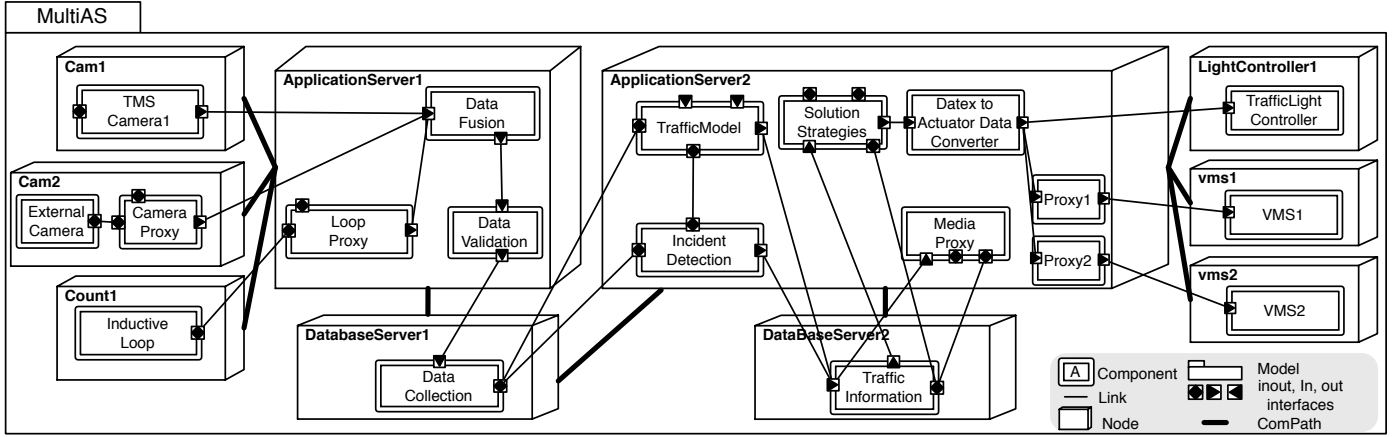 MultiAS
Cam1
TMS
Camera1
Cam2
External
Camera
Camera
Proxy
Count1
Inductive
Loop
ApplicationServer1
Data
Fusion
Loop
Proxy
Data
Validation
DatabaseServer1
Data
Collection
ApplicationServer2
TrafficModel
Solution
Strategies
Datex to
Actuator Data
Converter
Incident
Detection
Media
Proxy
Proxy1
Proxy2
DataBaseServer2
Traffic
Information
LightController1
TrafficLight
Controller
vms1
VMS1
vms2
VMS2
A
Component
Link
Node
Model
inout, In, out
interfaces
ComPath